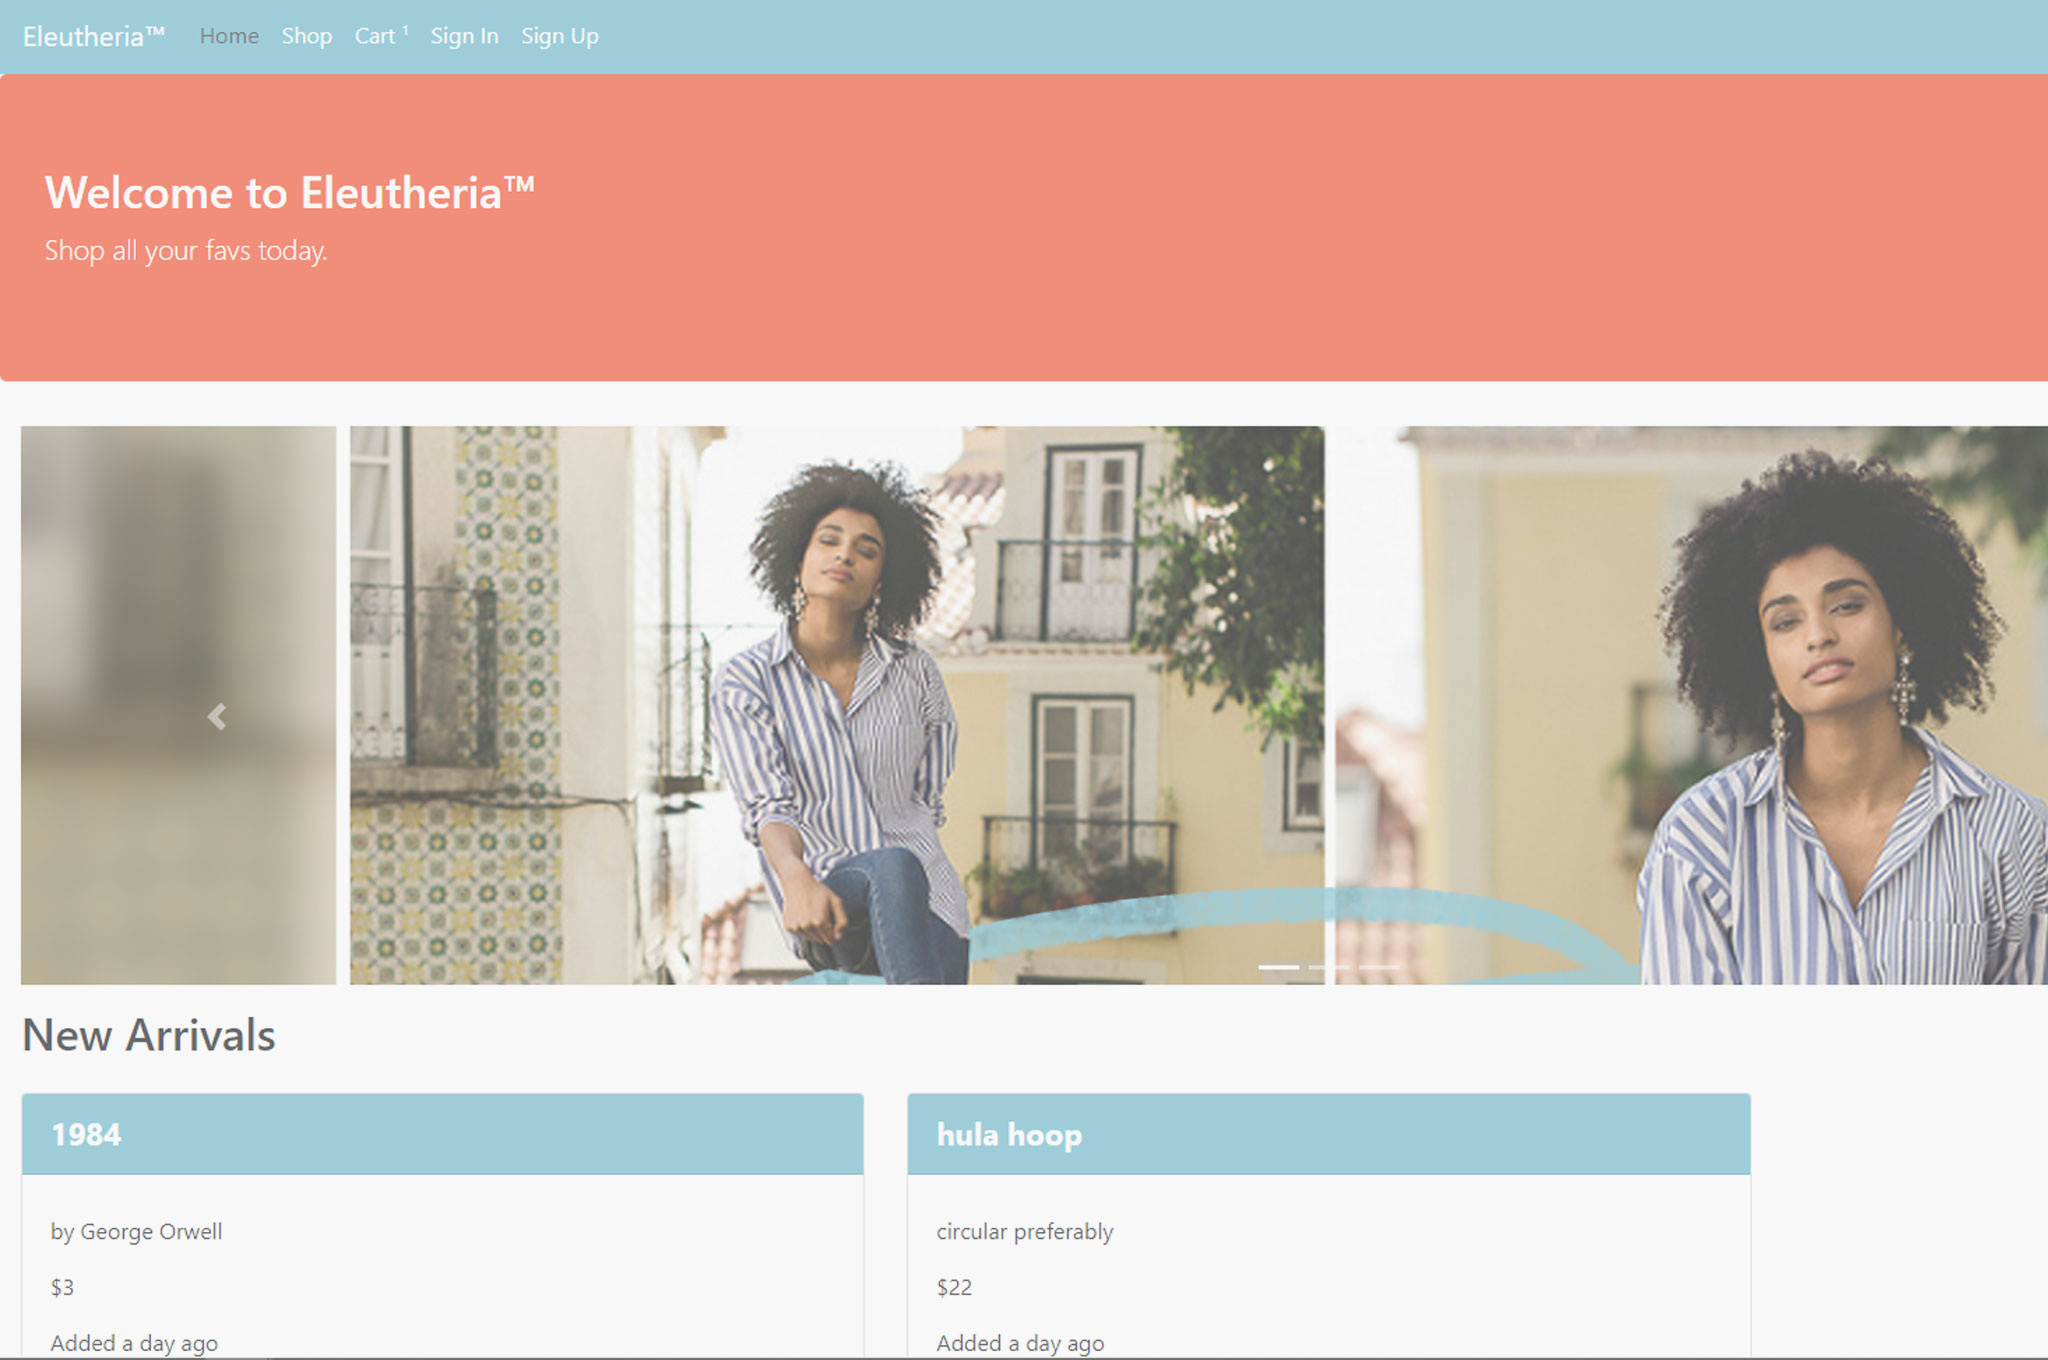 Eleutheria™ Home Shop Cart 1 Sign In Sign Up
Welcome to Eleutheria™
Shop all your favs today.
New Arrivals
1984
by George Orwell
$3
Added a day ago
hula hoop
circular preferably
$22
Added a day ago